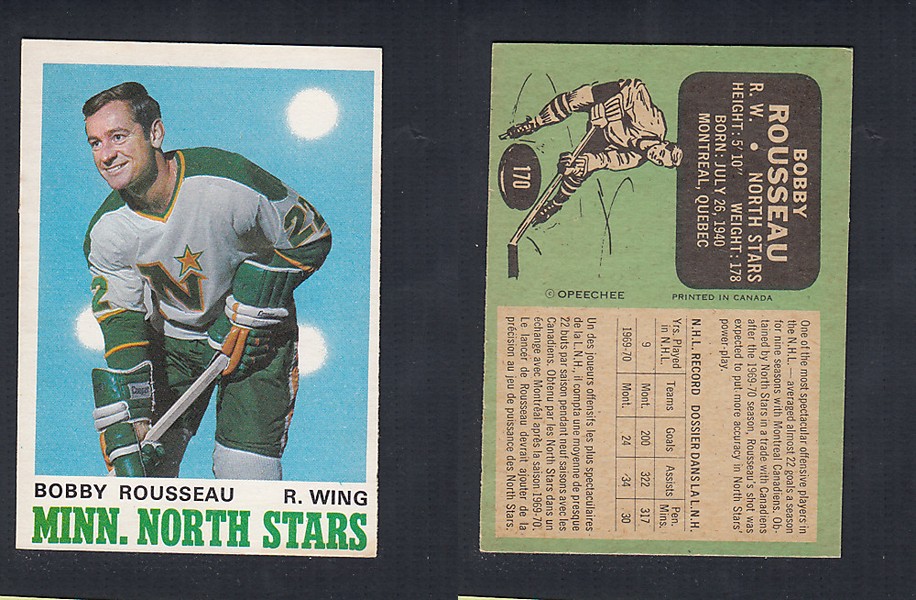 22
N
2
BOBBY ROUSSEAU R. WING
MINN. NORTH STARS
170
BOBBY
ROUSSEAU
R. W. • NORTH STARS
HEIGHT: 5' 10" WEIGHT: 178
BORN: JULY 26, 1940
MONTREAL, QUEBEC
© OPEECHEE PRINTED IN CANADA
One of the most spectacular offensive players in
the N.H.L. — averaged almost 22 goals a season
for nine seasons with Montreal Canadiens. Ob-
tained by North Stars in a trade with Canadiens
after the 1969-70 season, Rousseau's shot was
expected to put more accuracy in North Stars'
power-play.
N.H.L. RECORD DOSSIER DANS LA L.N.H.
Yrs. Played in N.H.L. Teams Goals Assists Pen. Mins.
9 Mont. 200 322 317
1969-70 Mont. 24 34 30
Un des joueurs offensifs les plus spectaculaires
de la L.N.H., il compta une moyenne de presque
22 buts par saison pendant neuf saisons avec les
Canadiens. Obtenu par les North Stars dans un
échange avec Montréal après la saison 1969-70.
Le lancer de Rousseau devrait ajouter de la
précision au jeu de puissance des North Stars.